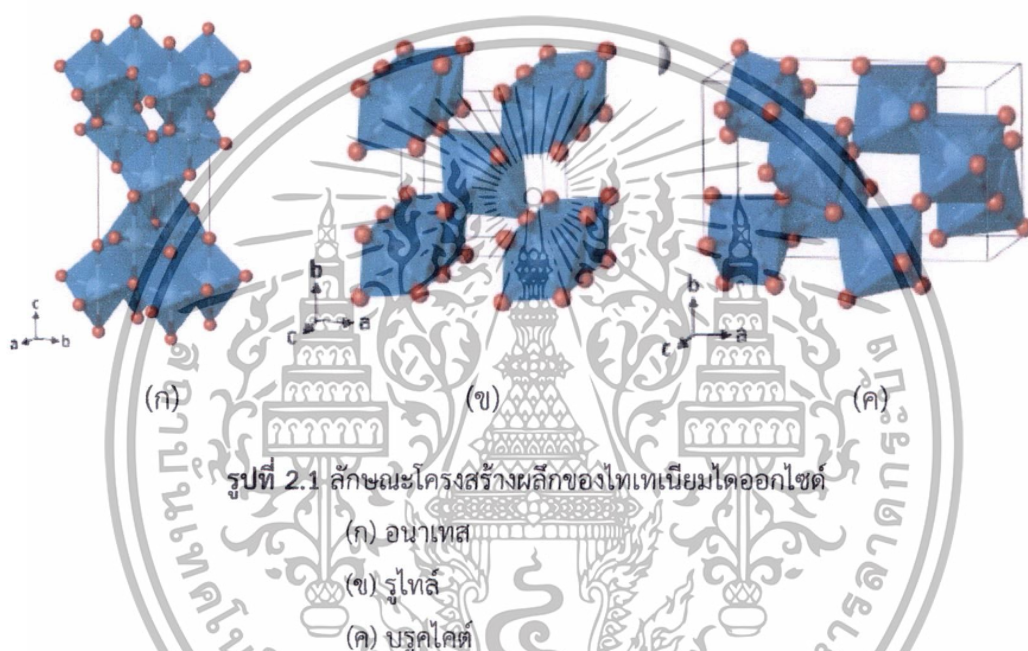 c
a b
b
c a
b
c a
(ก) (ข) (ค)
รูปที่ 2.1 ลักษณะโครงสร้างผลึกของไทเทเนียมไดออกไซด์
(ก) อนาเทส
(ข) รูไทล์
(ค) บรุคไคต์